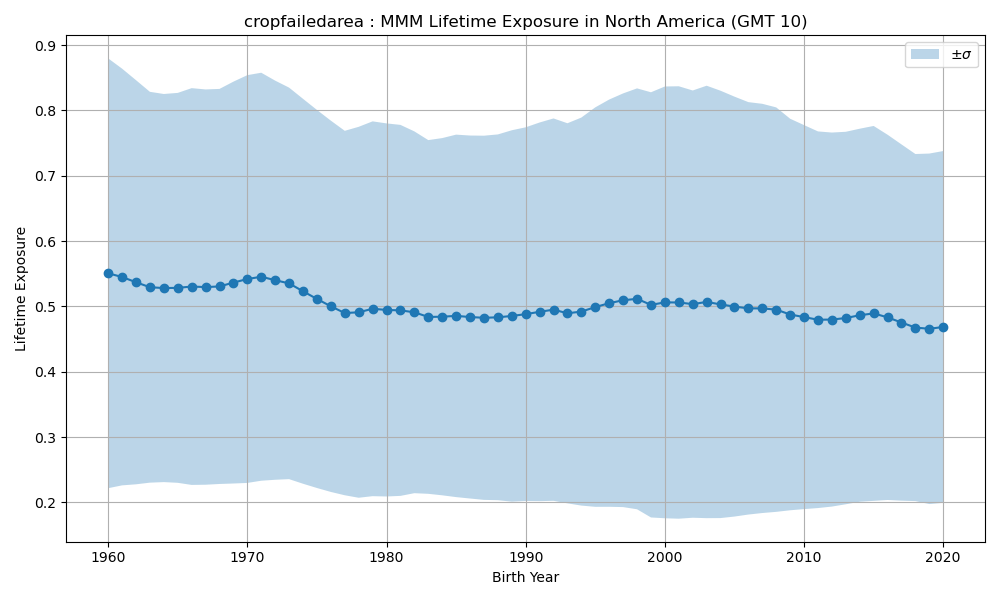 cropfailedarea : MMM Lifetime Exposure in North America (GMT 10)
±σ
Lifetime Exposure
0.9
0.8
0.7
0.6
0.5
0.4
0.3
0.2
1960 1970 1980 1990 2000 2010 2020
Birth Year